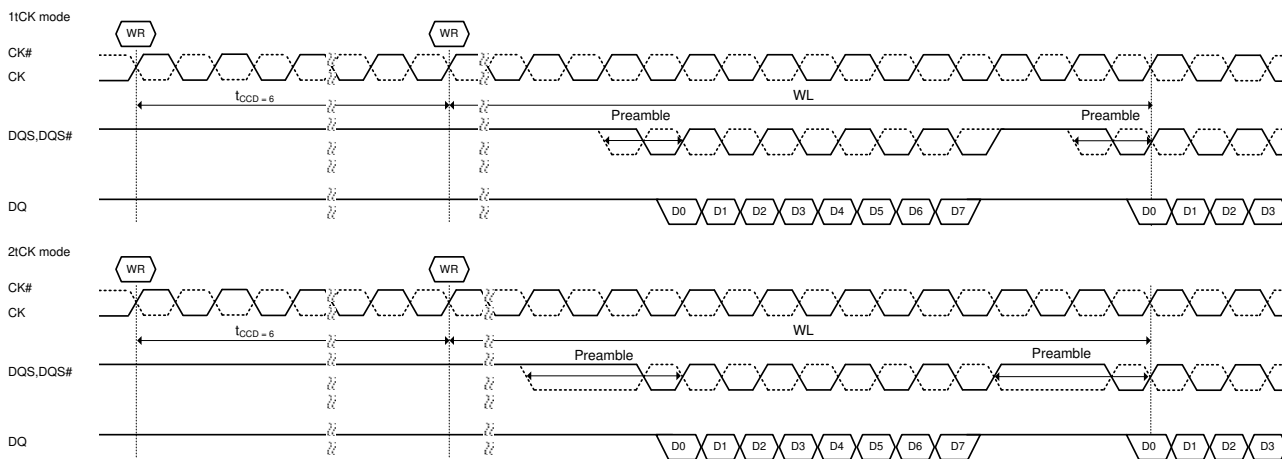 1tCK mode
WR WR
CK#
CK
tCCD = 6 WL
Preamble Preamble
DQS,DQS#
DQ D0 D1 D2 D3 D4 D5 D6 D7 D0 D1 D2 D3
2tCK mode
WR WR
CK#
CK
tCCD = 6 WL
Preamble Preamble
DQS,DQS#
DQ D0 D1 D2 D3 D4 D5 D6 D7 D0 D1 D2 D3